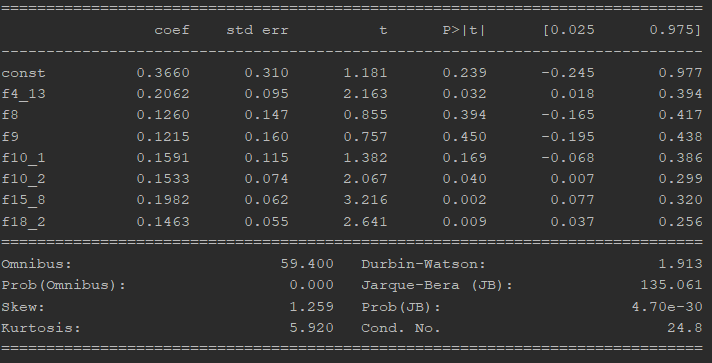 ==============================================================================
                 coef    std err          t      P>|t|      [0.025      0.975]
------------------------------------------------------------------------------
const          0.3660      0.310      1.181      0.239      -0.245       0.977
f4_13          0.2062      0.095      2.163      0.032       0.018       0.394
f8             0.1260      0.147      0.855      0.394      -0.165       0.417
f9             0.1215      0.160      0.757      0.450      -0.195       0.438
f10_1          0.1591      0.115      1.382      0.169      -0.068       0.386
f10_2          0.1533      0.074      2.067      0.040       0.007       0.299
f15_8          0.1982      0.062      3.216      0.002       0.077       0.320
f18_2          0.1463      0.055      2.641      0.009       0.037       0.256
==============================================================================
Omnibus:                       59.400   Durbin-Watson:                   1.913
Prob(Omnibus):                  0.000   Jarque-Bera (JB):              135.061
Skew:                           1.259   Prob(JB):                     4.70e-30
Kurtosis:                       5.920   Cond. No.                         24.8
==============================================================================